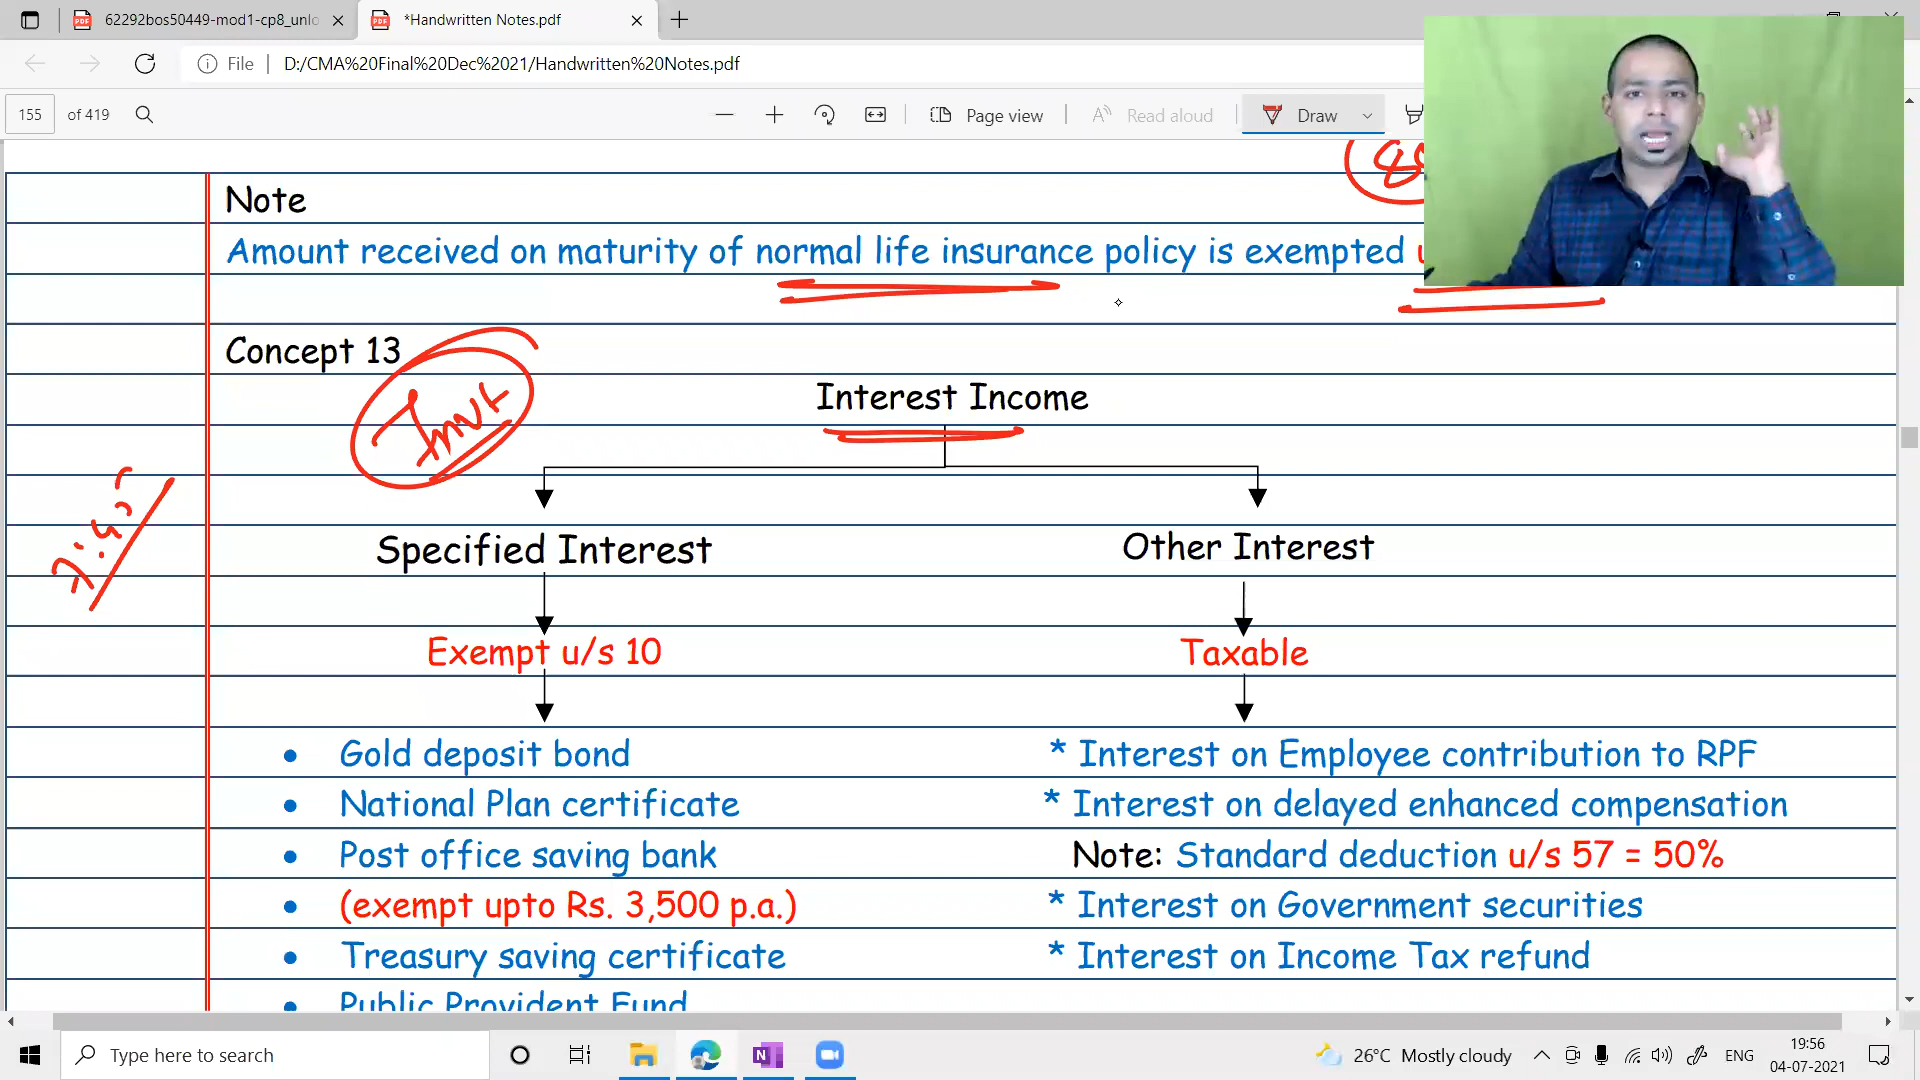 62292bos50449-mod1-cp8_unlo
*Handwritten Notes.pdf
File
D:/CMA%20Final%20Dec%2021/Handwritten%20Notes.pdf
155 of 419
Page view
Read aloud
Draw
Note
Amount received on maturity of normal life insurance policy is exempted
Concept 13
Interest Income
Specified Interest
Other Interest
Exempt u/s 10
Taxable
• Gold deposit bond
* Interest on Employee contribution to RPF
• National Plan certificate
* Interest on delayed enhanced compensation
• Post office saving bank
Note: Standard deduction u/s 57 = 50%
• (exempt upto Rs. 3,500 p.a.)
* Interest on Government securities
• Treasury saving certificate
* Interest on Income Tax refund
• Public Provident Fund
Type here to search
26°C Mostly cloudy
ENG
19:56
04-07-2021